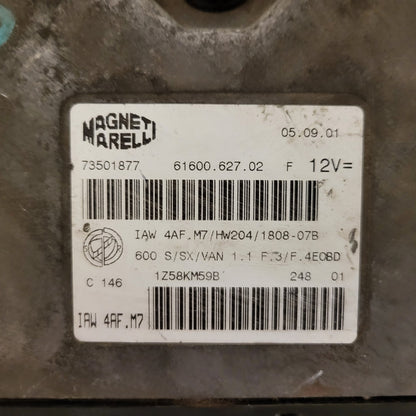 MAGNETI MARELLI
05.09.01
73501877 61600.627.02 F 12V=
IAW 4AF.M7/HW204/1808-07B
600 S/SX/VAN 1.1 F.3/F.4EOBD
C 146 1Z58KM59B 248 01
IAW 4AF.M7